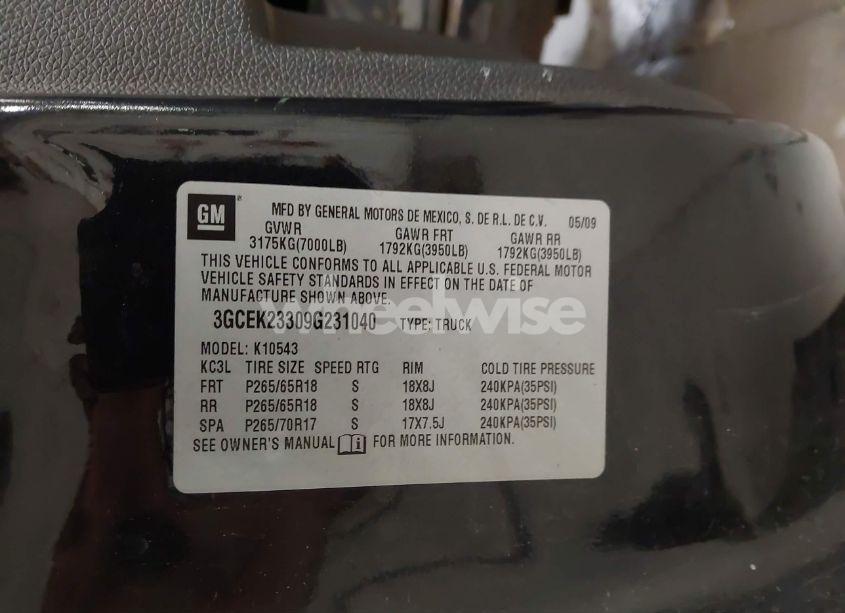 GM
MFD BY GENERAL MOTORS DE MEXICO, S. DE R.L. DE C.V. 05/09
GVWR GAWR FRT GAWR RR
3175KG(7000LB) 1792KG(3950LB) 1792KG(3950LB)
THIS VEHICLE CONFORMS TO ALL APPLICABLE U.S. FEDERAL MOTOR
VEHICLE SAFETY STANDARDS IN EFFECT ON THE DATE OF
MANUFACTURE SHOWN ABOVE.
3GCEK23309G231040 TYPE: TRUCK
wheelwise
MODEL: K10543
KC3L TIRE SIZE SPEED RTG RIM COLD TIRE PRESSURE
FRT P265/65R18 S 18X8J 240KPA(35PSI)
RR P265/65R18 S 18X8J 240KPA(35PSI)
SPA P265/70R17 S 17X7.5J 240KPA(35PSI)
SEE OWNER'S MANUAL FOR MORE INFORMATION.